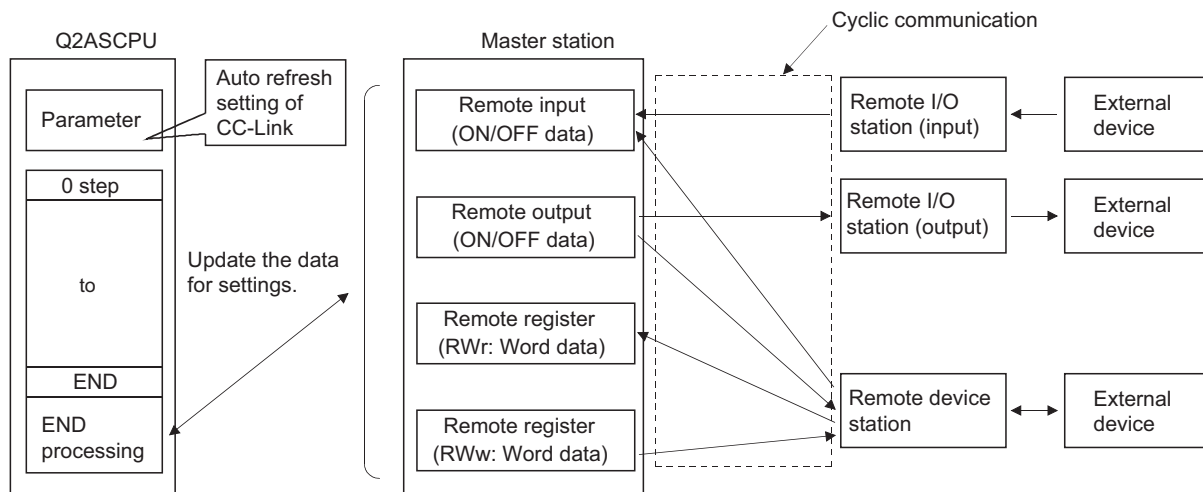 Cyclic communication
Q2ASCPU
Master station
Parameter
Auto refresh
setting of
CC-Link
0 step
to
END
END
processing
Update the data
for settings.
Remote input
(ON/OFF data)
Remote output
(ON/OFF data)
Remote register
(RWr: Word data)
Remote register
(RWw: Word data)
Remote I/O
station (input)
External
device
Remote I/O
station (output)
External
device
Remote device
station
External
device